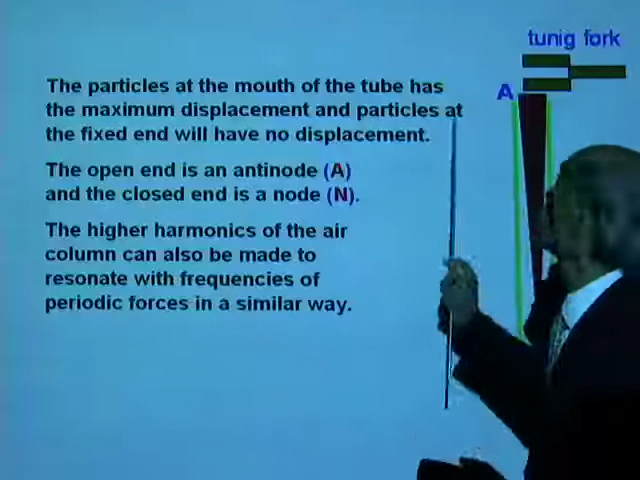 tunig fork
A
The particles at the mouth of the tube has
the maximum displacement and particles at
the fixed end will have no displacement.
The open end is an antinode (A)
and the closed end is a node (N).
The higher harmonics of the air
column can also be made to
resonate with frequencies of
periodic forces in a similar way.